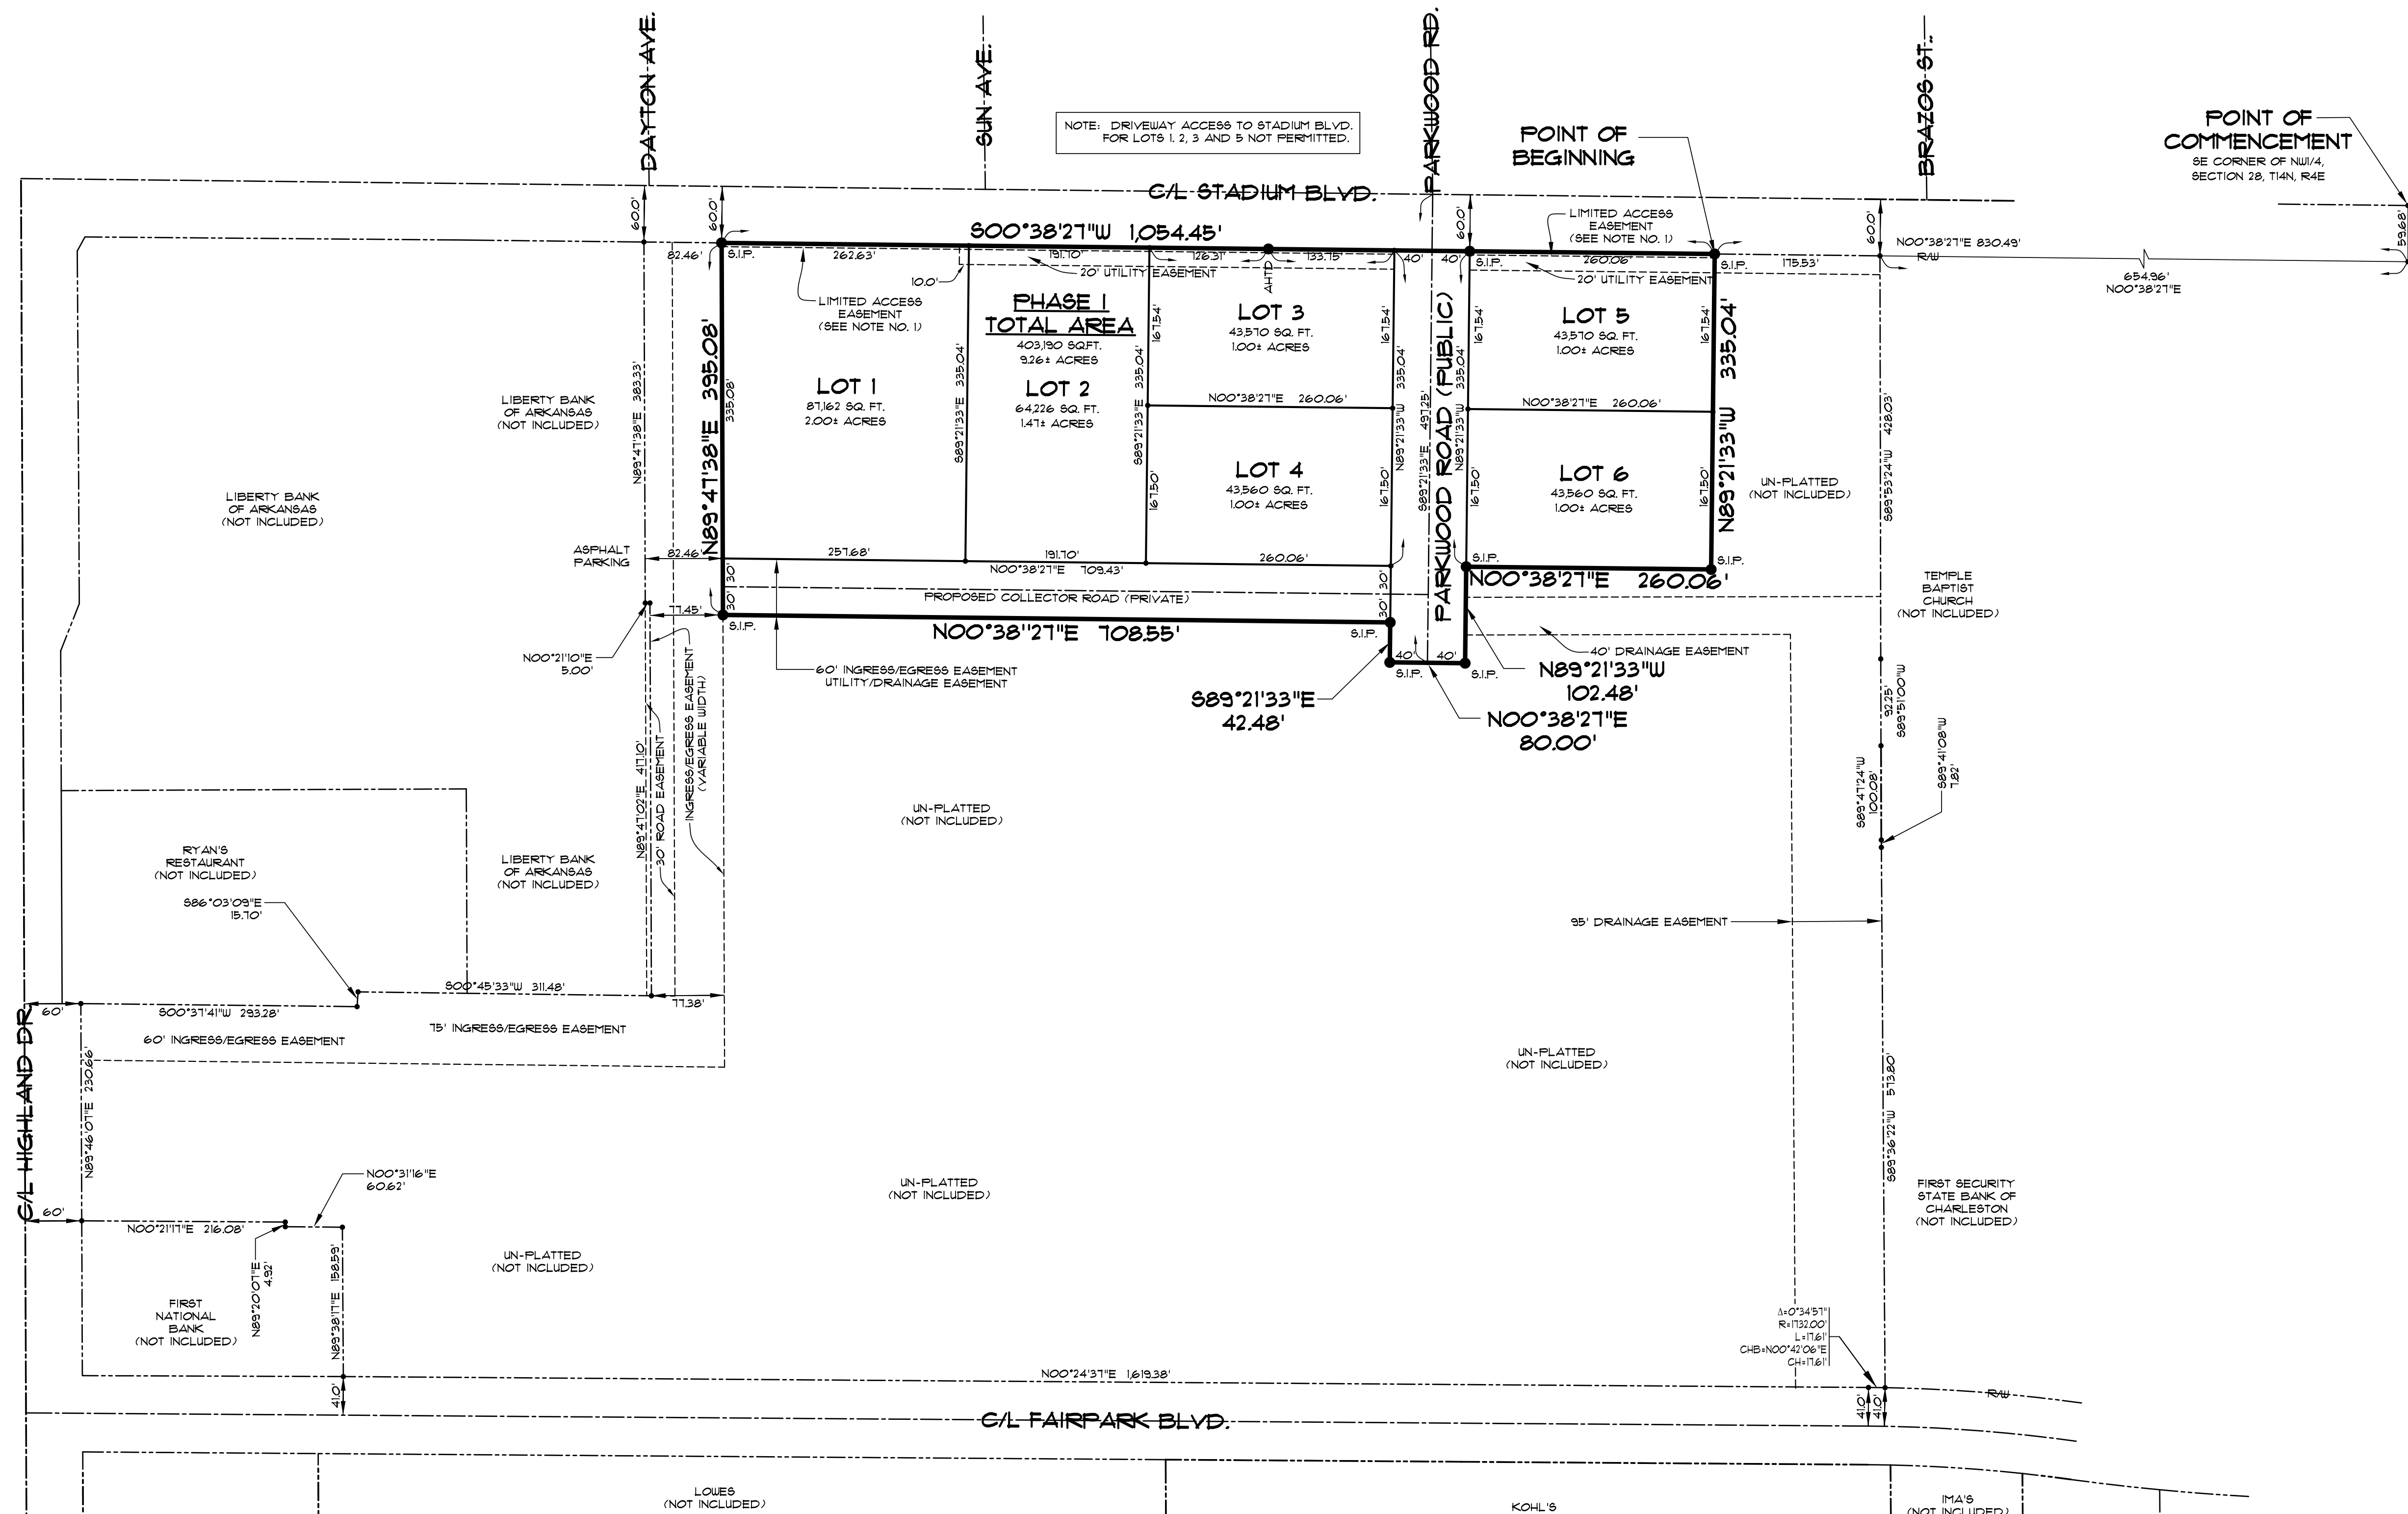 DAYTON AVE.
SUN AVE.
PARKWOOD RD.
BRAZOS ST.
NOTE: DRIVEWAY ACCESS TO STADIUM BLVD.
FOR LOTS 1, 2, 3 AND 5 NOT PERMITTED.
POINT OF
BEGINNING
POINT OF
COMMENCEMENT
SE CORNER OF NW1/4,
SECTION 28, T14N, R4E
59.68'
C/L STADIUM BLVD.
60.0'
60.0'
60.0'
60.0'
S00°38'27"W 1,054.45'
LIMITED ACCESS
EASEMENT
(SEE NOTE NO. 1)
N00°38'27"E 830.49'
R/W
654.96'
N00°38'27"E
82.46'
S.I.P.
262.63'
191.70'
126.31'
133.75'
40'
40'
S.I.P.
260.06'
S.I.P.
175.53'
AHTD
10.0'
20' UTILITY EASEMENT
20' UTILITY EASEMENT
LIMITED ACCESS
EASEMENT
(SEE NOTE NO. 1)
PHASE 1
TOTAL AREA
403,190 SQ.FT.
9.26± ACRES
LOT 1
87,162 SQ. FT.
2.00± ACRES
LOT 2
64,226 SQ. FT.
1.47± ACRES
LOT 3
43,570 SQ. FT.
1.00± ACRES
LOT 4
43,560 SQ. FT.
1.00± ACRES
LOT 5
43,570 SQ. FT.
1.00± ACRES
LOT 6
43,560 SQ. FT.
1.00± ACRES
N89°47'38"E 383.33'
N89°47'38"E 395.08'
335.08'
S89°21'33"E 335.04'
S89°21'33"E 335.04'
167.54'
167.50'
167.54'
167.50'
N89°21'33"W 335.04'
S89°21'33"E 497.25'
PARKWOOD ROAD (PUBLIC)
N89°21'33"W 335.04'
167.54'
167.50'
167.54'
167.50'
N89°21'33"W 335.04'
N00°38'27"E 260.06'
N00°38'27"E 260.06'
S89°53'24"W 428.03'
LIBERTY BANK
OF ARKANSAS
(NOT INCLUDED)
LIBERTY BANK
OF ARKANSAS
(NOT INCLUDED)
UN-PLATTED
(NOT INCLUDED)
ASPHALT
PARKING
82.46'
257.68'
191.70'
260.06'
N00°38'27"E 709.43'
30'
30'
30'
30'
PROPOSED COLLECTOR ROAD (PRIVATE)
S.I.P.
S.I.P.
N00°38'27"E 260.06'
TEMPLE
BAPTIST
CHURCH
(NOT INCLUDED)
77.45'
S.I.P.
N00°38''27"E 708.55'
S.I.P.
40'
40'
S.I.P.
S.I.P.
N00°21'10"E
5.00'
60' INGRESS/EGRESS EASEMENT
UTILITY/DRAINAGE EASEMENT
40' DRAINAGE EASEMENT
S89°21'33"E
42.48'
N89°21'33"W
102.48'
N00°38'27"E
80.00'
N89°47'02"E 417.10'
30' ROAD EASEMENT
INGRESS/EGRESS EASEMENT
(VARIABLE WIDTH)
92.25'
S89°51'00"W
S89°47'24"W
100.08'
S89°41'08"W
7.82'
UN-PLATTED
(NOT INCLUDED)
RYAN'S
RESTAURANT
(NOT INCLUDED)
LIBERTY BANK
OF ARKANSAS
(NOT INCLUDED)
S86°03'09"E
15.70'
95' DRAINAGE EASEMENT
S00°45'33"W 311.48'
77.38'
60'
S00°37'41"W 293.28'
75' INGRESS/EGRESS EASEMENT
60' INGRESS/EGRESS EASEMENT
C/L HIGHLAND DR.
N89°46'07"E 230.66'
UN-PLATTED
(NOT INCLUDED)
S89°36'22"W 573.80'
N00°31'16"E
60.62'
60'
N00°21'17"E 216.08'
N89°20'07"E
4.92'
N89°38'17"E 158.59'
UN-PLATTED
(NOT INCLUDED)
UN-PLATTED
(NOT INCLUDED)
FIRST SECURITY
STATE BANK OF
CHARLESTON
(NOT INCLUDED)
FIRST
NATIONAL
BANK
(NOT INCLUDED)
Δ=0°34'57"
R=1732.00'
L=17.61'
CHB=N00°42'06"E
CH=17.61'
N00°24'37"E 1,619.38'
41.0'
41.0'
41.0'
R/W
C/L FAIRPARK BLVD.
LOWES
(NOT INCLUDED)
KOHL'S
IMA'S
(NOT INCLUDED)